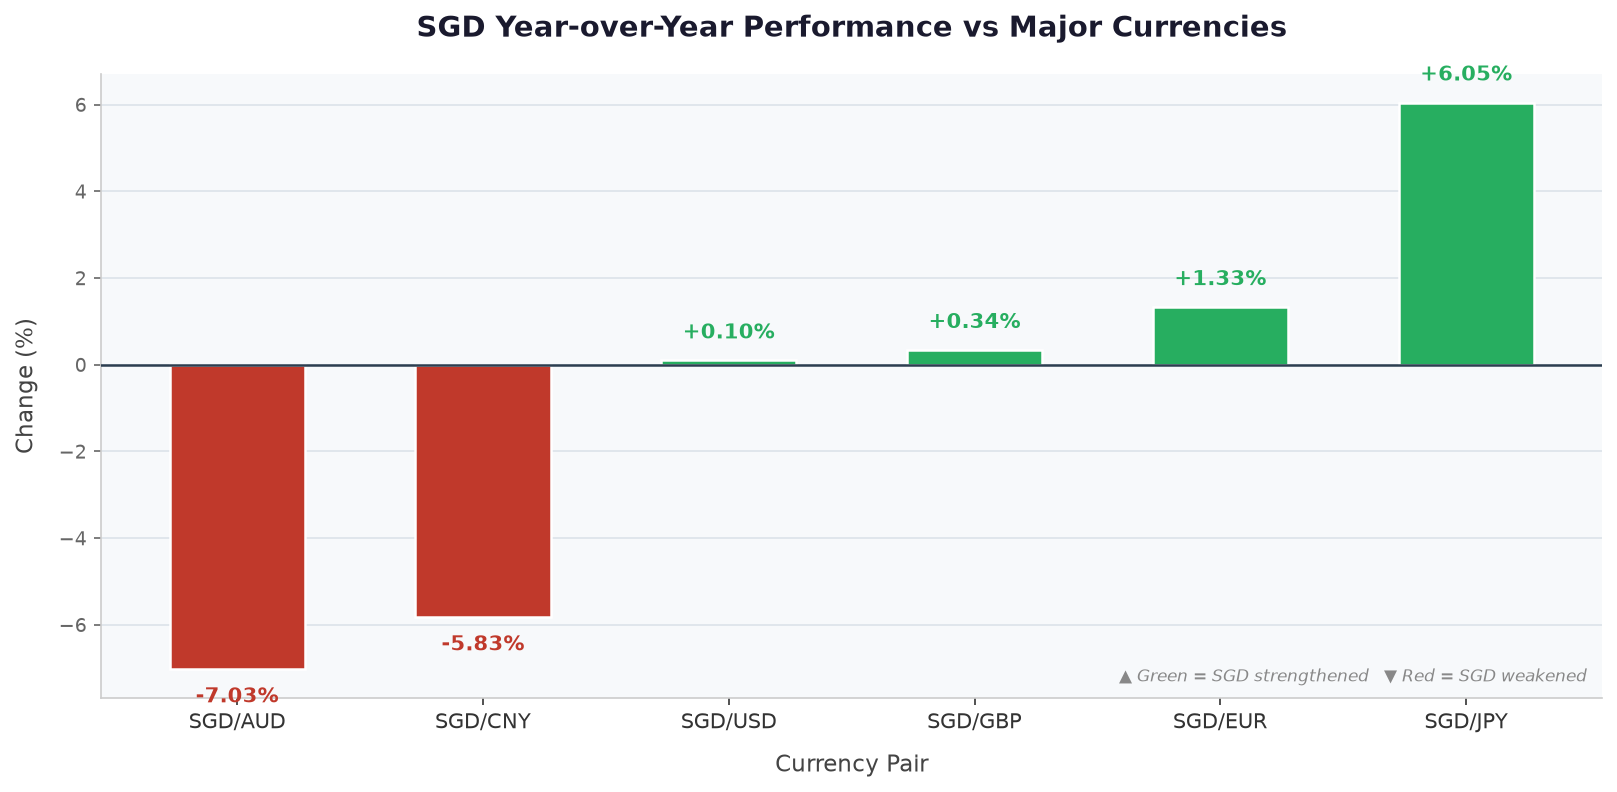 SGD Year-over-Year Performance vs Major Currencies
+6.05%
6
4
2
+1.33%
+0.34%
+0.10%
0
−2
−4
−6
-5.83%
-7.03%
Change (%)
▲ Green = SGD strengthened ▼ Red = SGD weakened
SGD/AUD SGD/CNY SGD/USD SGD/GBP SGD/EUR SGD/JPY
Currency Pair